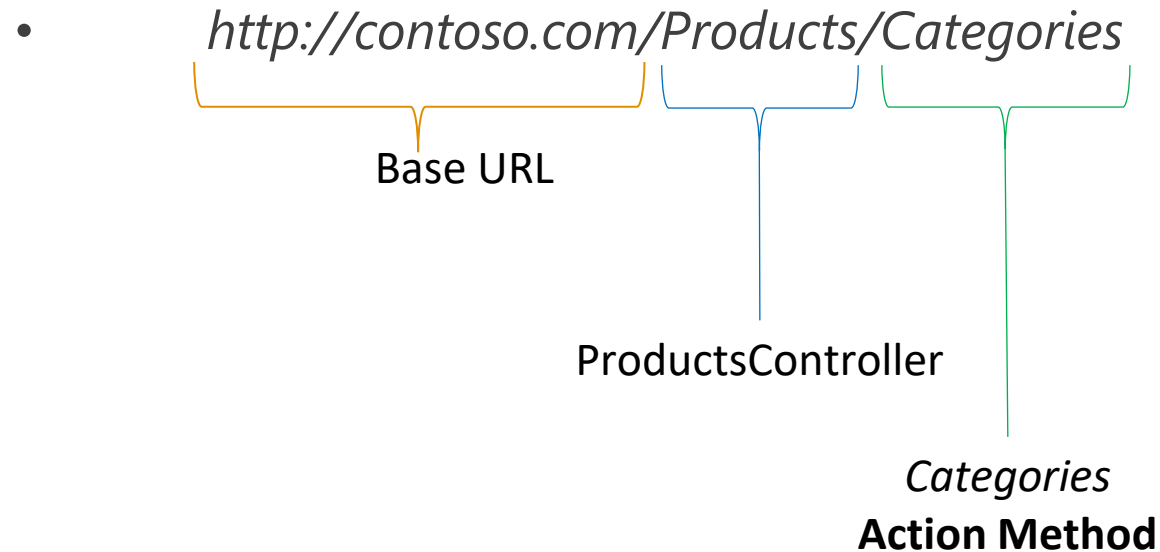 • http://contoso.com/Products/Categories
Base URL
ProductsController
Categories
Action Method